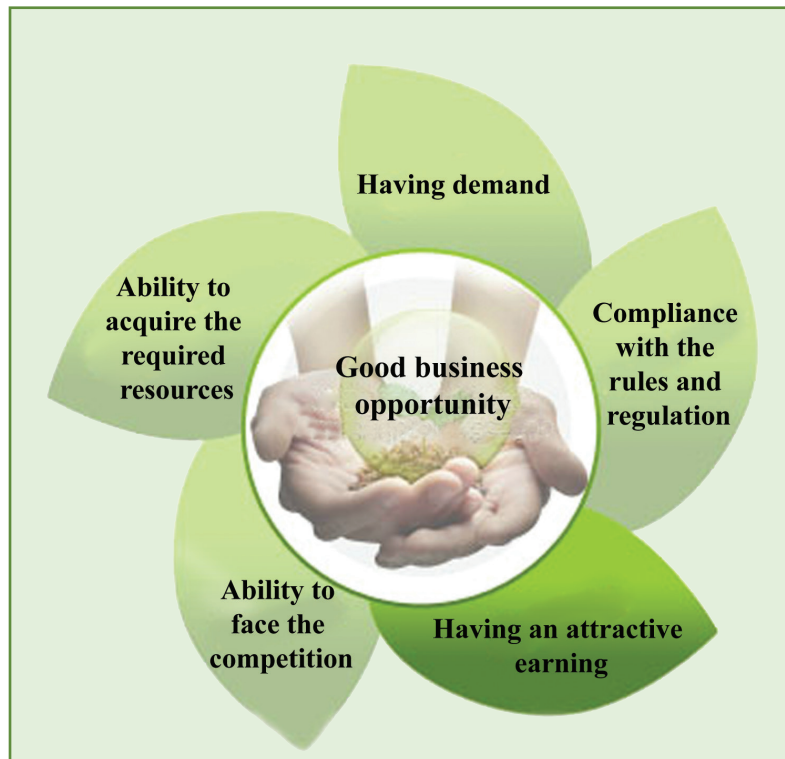 Having demand
Compliance
with the
rules and
regulation
Having an attractive
earning
Ability to
face the
competition
Ability to
acquire the
required
resources
Good business
opportunity